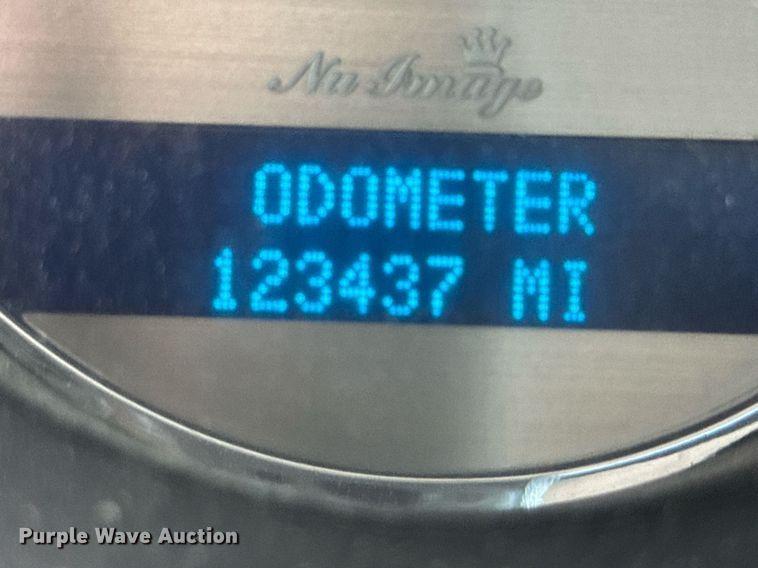 Nu Image
ODOMETER
123437 MI
Purple Wave Auction